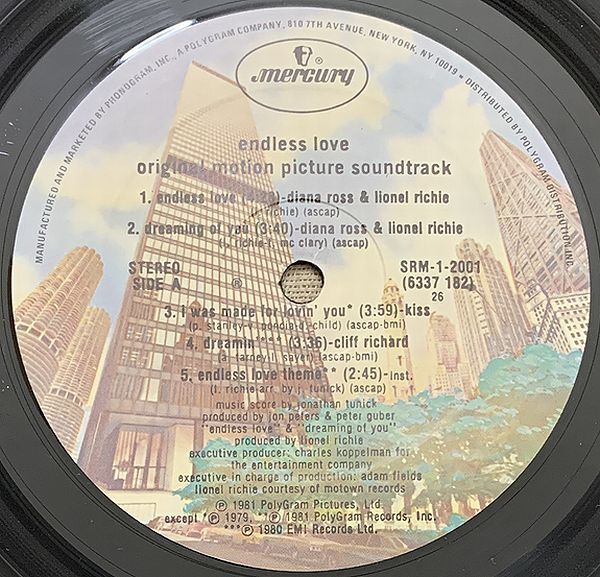 MANUFACTURED AND MARKETED BY PHONOGRAM, INC., A POLYGRAM COMPANY, 810 7TH AVENUE, NEW YORK, NY 10019 • DISTRIBUTED BY POLYGRAM DISTRIBUTION, INC.
mercury ®
endless love
original motion picture soundtrack
1. endless love (4:26)-diana ross & lionel richie
(l. richie) (ascap)
2. dreaming of you (3:40)-diana ross & lionel richie
(l. richie-t. mc clary) (ascap)
STEREO SRM-1-2001
SIDE A ℗ (6337 182)
26
3. I was made for lovin' you* (3:59)-kiss
(p. stanley-v. poncia-d. child) (ascap-bmi)
4. dreamin'*** (3:36)-cliff richard
(a. tarney-l. sayer) (ascap-bmi)
5. endless love theme** (2:45)-inst.
(l. richie-arr. by j. tunick) (ascap)
music score by jonathan tunick
produced by jon peters & peter guber
"endless love" & "dreaming of you"
produced by lionel richie
executive producer: charles koppelman for
the entertainment company
executive in charge of production: adam fields
lionel richie courtesy of motown records
℗ 1981 PolyGram Pictures, Ltd.
except *℗ 1979, **℗ 1981 PolyGram Records, Inc.
***℗ 1980 EMI Records Ltd.